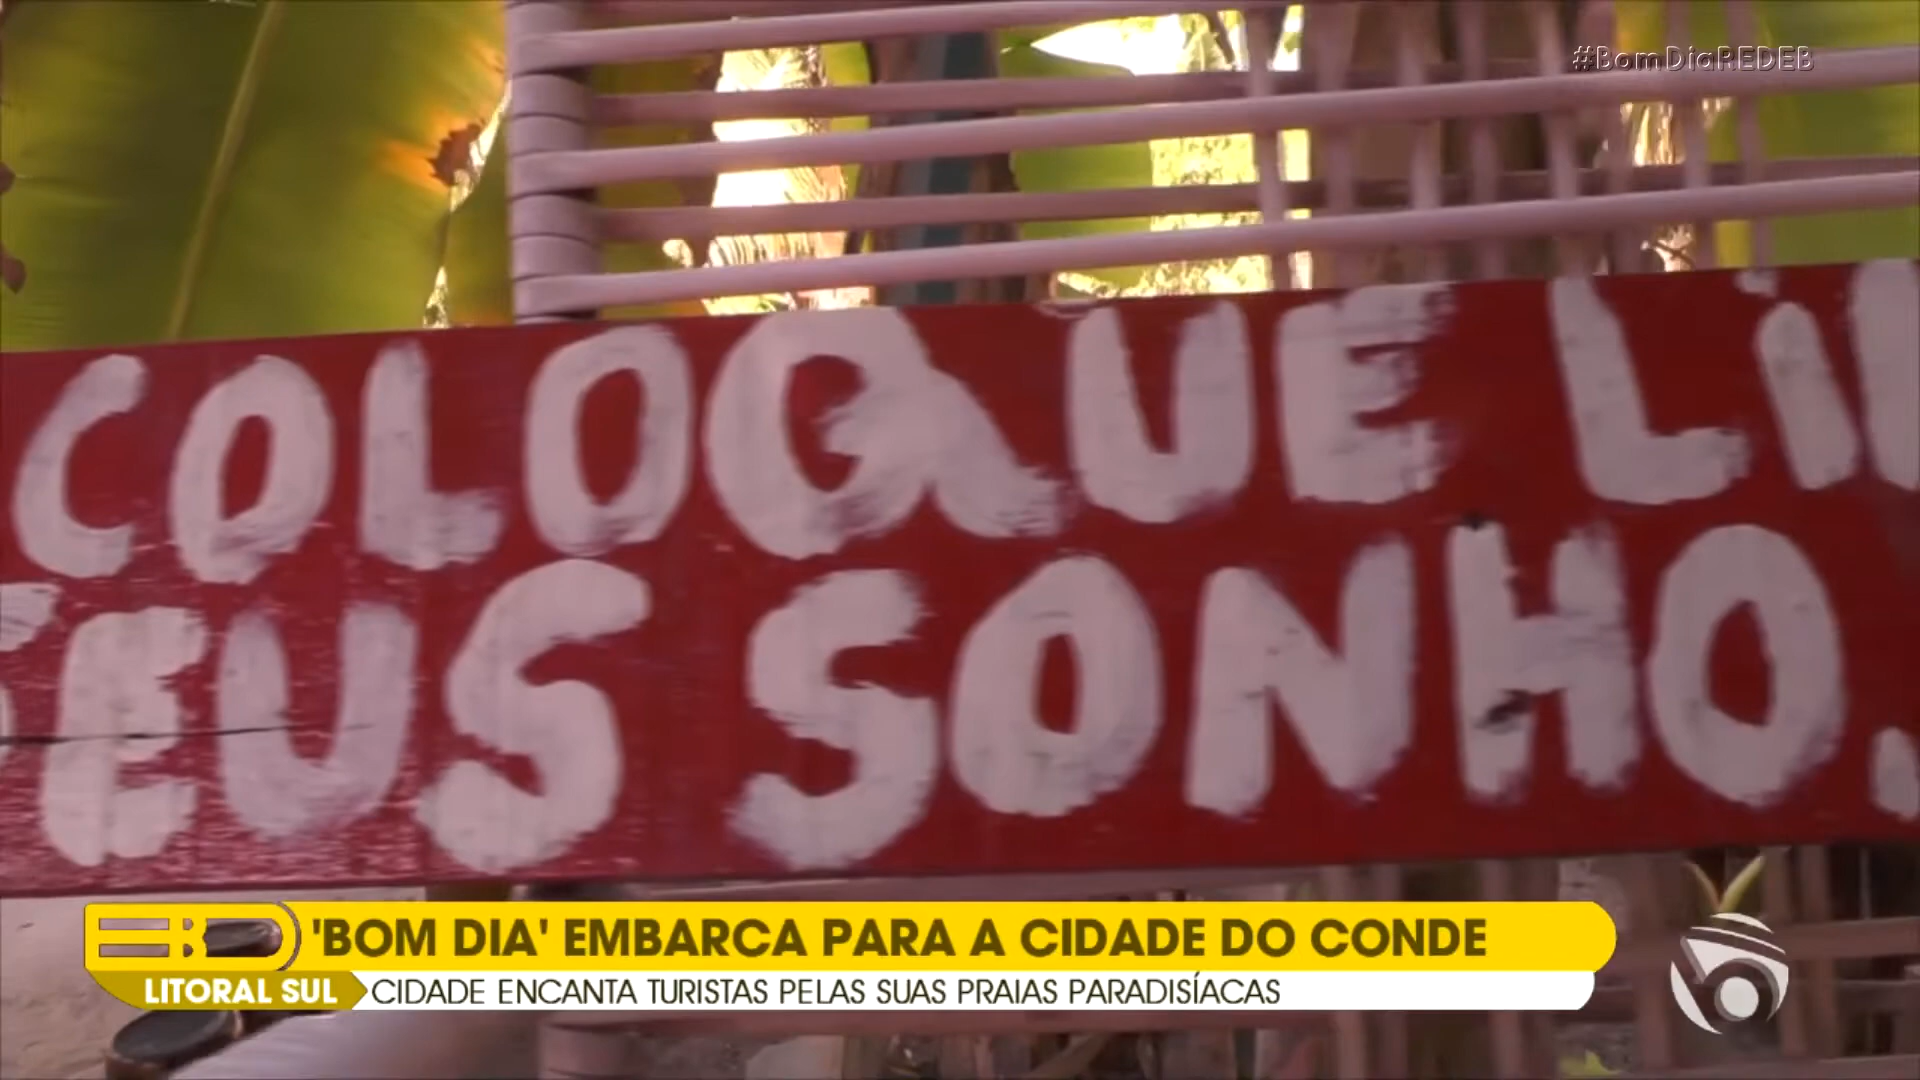 #BomDiaREDEB
COLOQUE
SEUS SONHO.
'BOM DIA' EMBARCA PARA A CIDADE DO CONDE
LITORAL SUL
CIDADE ENCANTA TURISTAS PELAS SUAS PRAIAS PARADISÍACAS